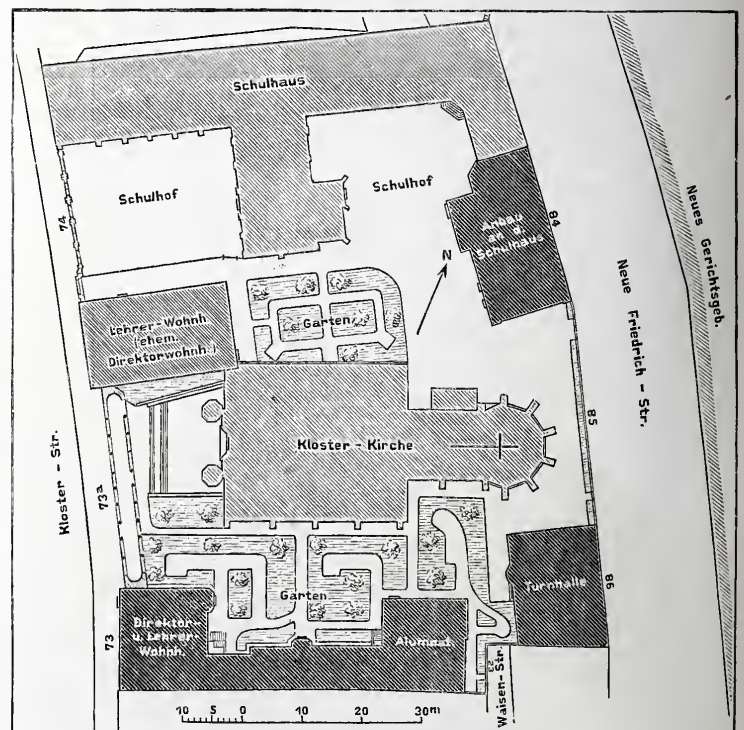 Schulhaus
Schulhof
Schulhof
74
Anbau
an d.
Schulhaus
84
N
Neues Gerichtsgeb.
Neue Friedrich - Str.
Lehrer - Wohnh
(ehem.
Direktorwohnh.)
Garten
Kloster - Kirche
85
Kloster - Str.
73a
Garten
Turnhalle
86
Direktor-
u. Lehrer-
Wohnh.
73
Alumnat.
23
Waisen-Str.
10 5 0 10 20 30m